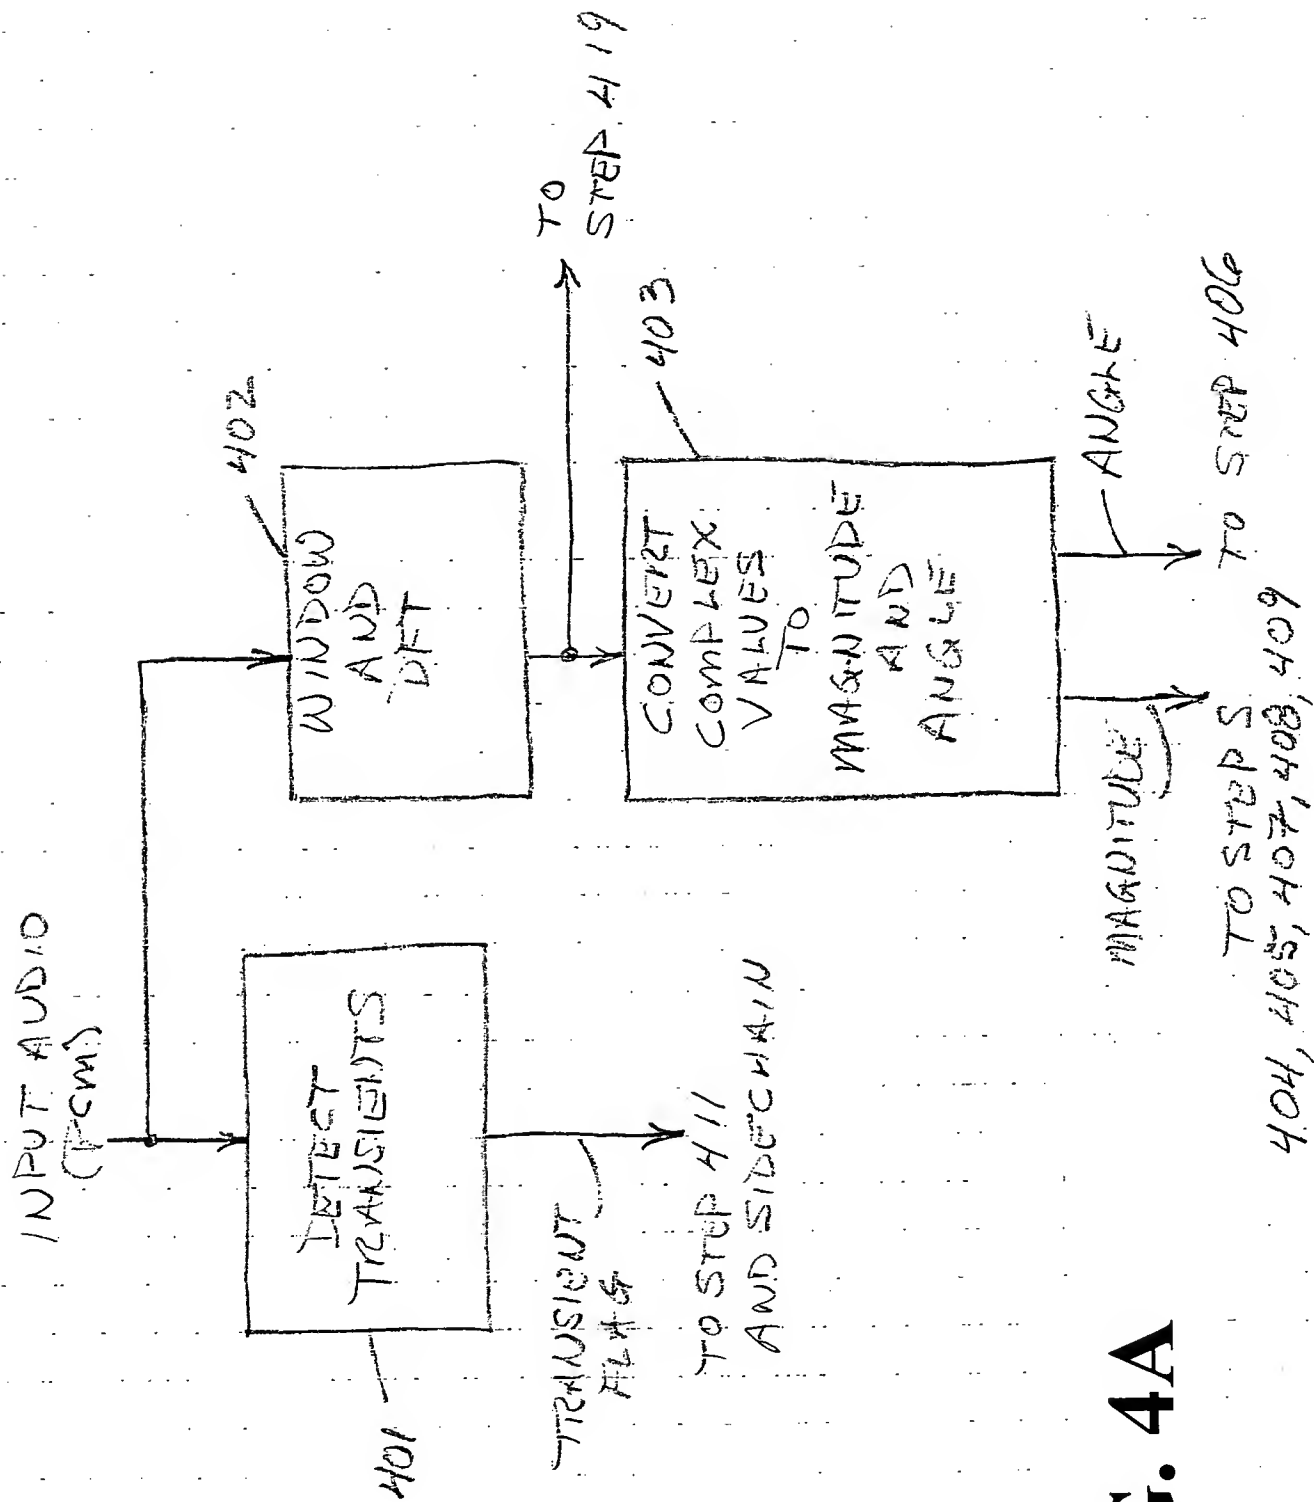 INPUT AUDIO
(PCM)
401
DETECT
TRANSIENTS
TRANSIENT
FLAG
TO STEP 411
AND SIDECHAIN
402
WINDOW
AND
DFT
TO
STEP 419
403
CONVERT
COMPLEX
VALUES
TO
MAGNITUDE
AND
ANGLE
MAGNITUDE
TO STEPS
404, 405, 407, 408, 409
ANGLE
TO STEP 406
G. 4A